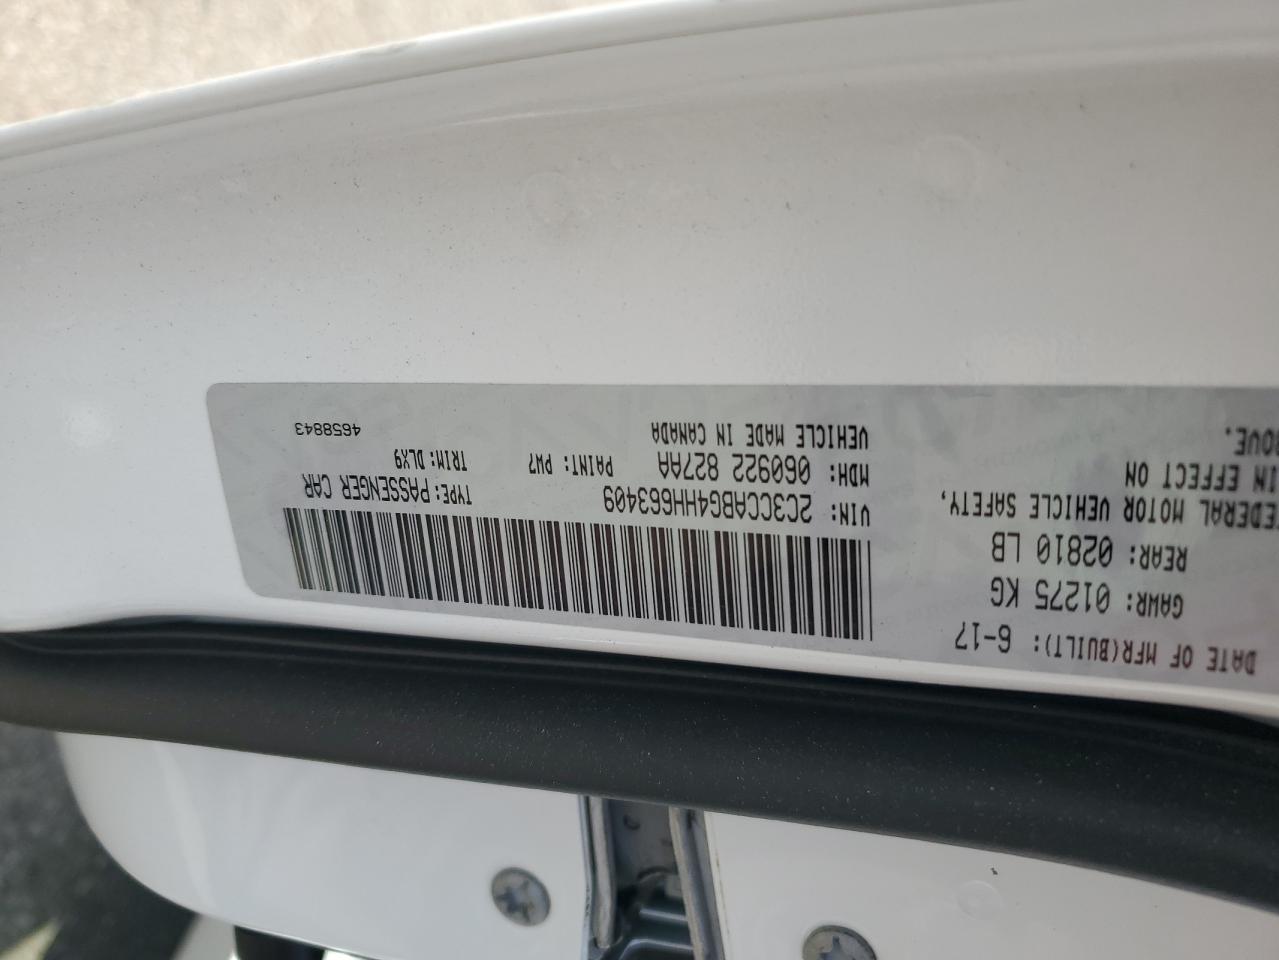 DATE OF MFR(BUILT): 6-17
GAWR: 01275 KG
REAR: 02810 LB
FEDERAL MOTOR VEHICLE SAFETY,
IN EFFECT ON
OVE.
VIN: 2C3CCABG4HH663409 TYPE: PASSENGER CAR
MDH: 060922 827AA PAINT: PW7 TRIM: DLX9
VEHICLE MADE IN CANADA 4658843